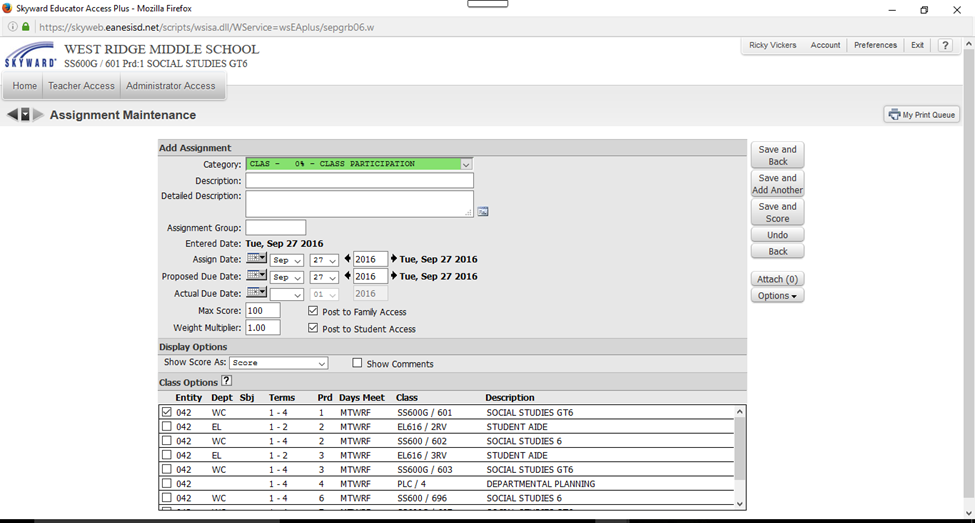 Skyward Educator Access Plus - Mozilla Firefox
https://skyweb.eanesisd.net/scripts/wsisa.dll/WService=wsEAplus/sepgrb06.w
SKYWARD
WEST RIDGE MIDDLE SCHOOL
SS600G / 601 Prd:1 SOCIAL STUDIES GT6
Ricky Vickers Account Preferences Exit ?
Home Teacher Access Administrator Access
Assignment Maintenance
My Print Queue
Add Assignment
Category: CLAS - 0% - CLASS PARTICIPATION
Description:
Detailed Description:
Assignment Group:
Entered Date: Tue, Sep 27 2016
Assign Date: Sep 27 2016 Tue, Sep 27 2016
Proposed Due Date: Sep 27 2016 Tue, Sep 27 2016
Actual Due Date: 01 2016
Max Score: 100 Post to Family Access
Weight Multiplier: 1.00 Post to Student Access
Save and Back
Save and Add Another
Save and Score
Undo
Back
Attach (0)
Options
Display Options
Show Score As: Score Show Comments
Class Options ?
Entity Dept Sbj Terms Prd Days Meet Class Description
042 WC 1 - 4 1 MTWRF SS600G / 601 SOCIAL STUDIES GT6
042 EL 1 - 2 2 MTWRF EL616 / 2RV STUDENT AIDE
042 WC 1 - 4 2 MTWRF SS600 / 602 SOCIAL STUDIES 6
042 EL 1 - 2 3 MTWRF EL616 / 3RV STUDENT AIDE
042 WC 1 - 4 3 MTWRF SS600G / 603 SOCIAL STUDIES GT6
042 1 - 4 4 MTWRF PLC / 4 DEPARTMENTAL PLANNING
042 WC 1 - 4 6 MTWRF SS600 / 696 SOCIAL STUDIES 6